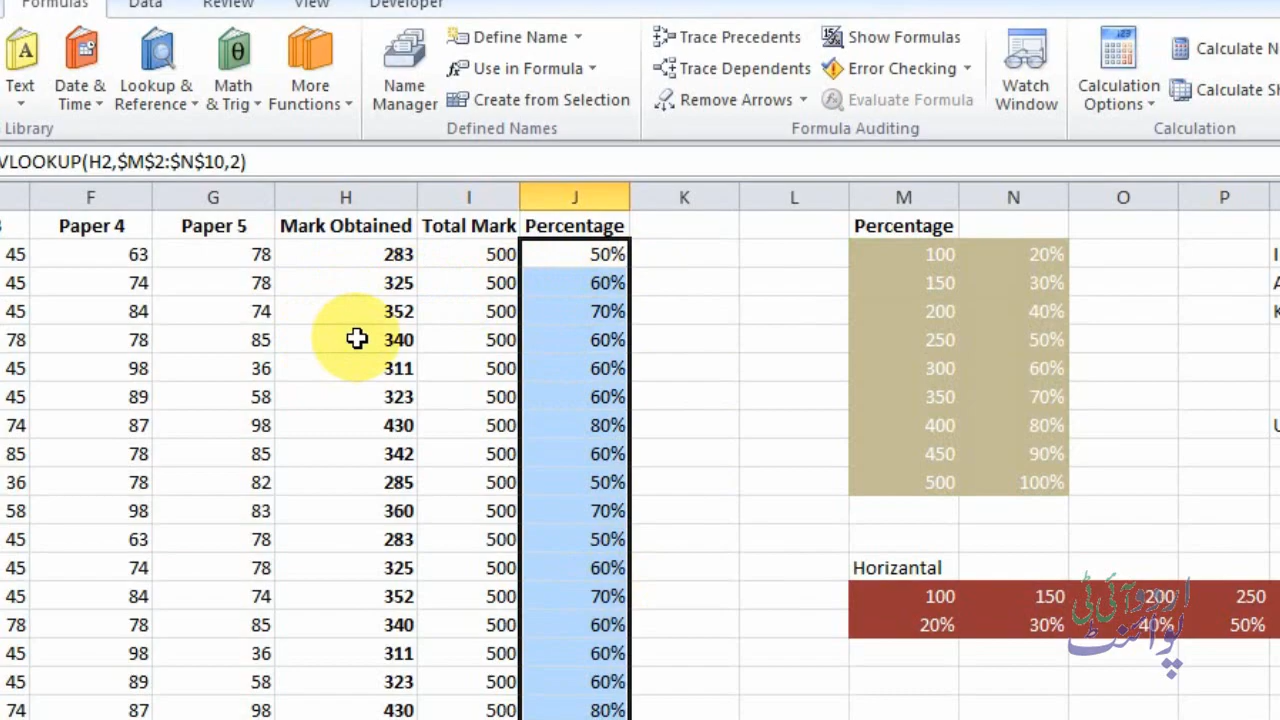 Formulas Data Review View Developer
Text Date & Time Lookup & Reference Math & Trig More Functions Name Manager Define Name Use in Formula Create from Selection Trace Precedents Trace Dependents Remove Arrows Show Formulas Error Checking Evaluate Formula Watch Window Calculation Options Calculate N Calculate Sh
Library Defined Names Formula Auditing Calculation
VLOOKUP(H2,$M$2:$N$10,2)
F G H I J K L M N O P
Paper 4 Paper 5 Mark Obtained Total Mark Percentage Percentage
45 63 78 283 500 50% 100 20%
45 74 78 325 500 60% 150 30%
45 84 74 352 500 70% 200 40%
78 78 85 340 500 60% 250 50%
45 98 36 311 500 60% 300 60%
45 89 58 323 500 60% 350 70%
74 87 98 430 500 80% 400 80%
85 78 85 342 500 60% 450 90%
36 78 82 285 500 50% 500 100%
58 98 83 360 500 70%
45 63 78 283 500 50%
45 74 78 325 500 60% Horizantal
45 84 74 352 500 70% 100 150 200 250
78 78 85 340 500 60% 20% 30% 40% 50%
45 98 36 311 500 60%
45 89 58 323 500 60%
74 87 98 430 500 80%
اردو آئی ٹی
پوائنٹ